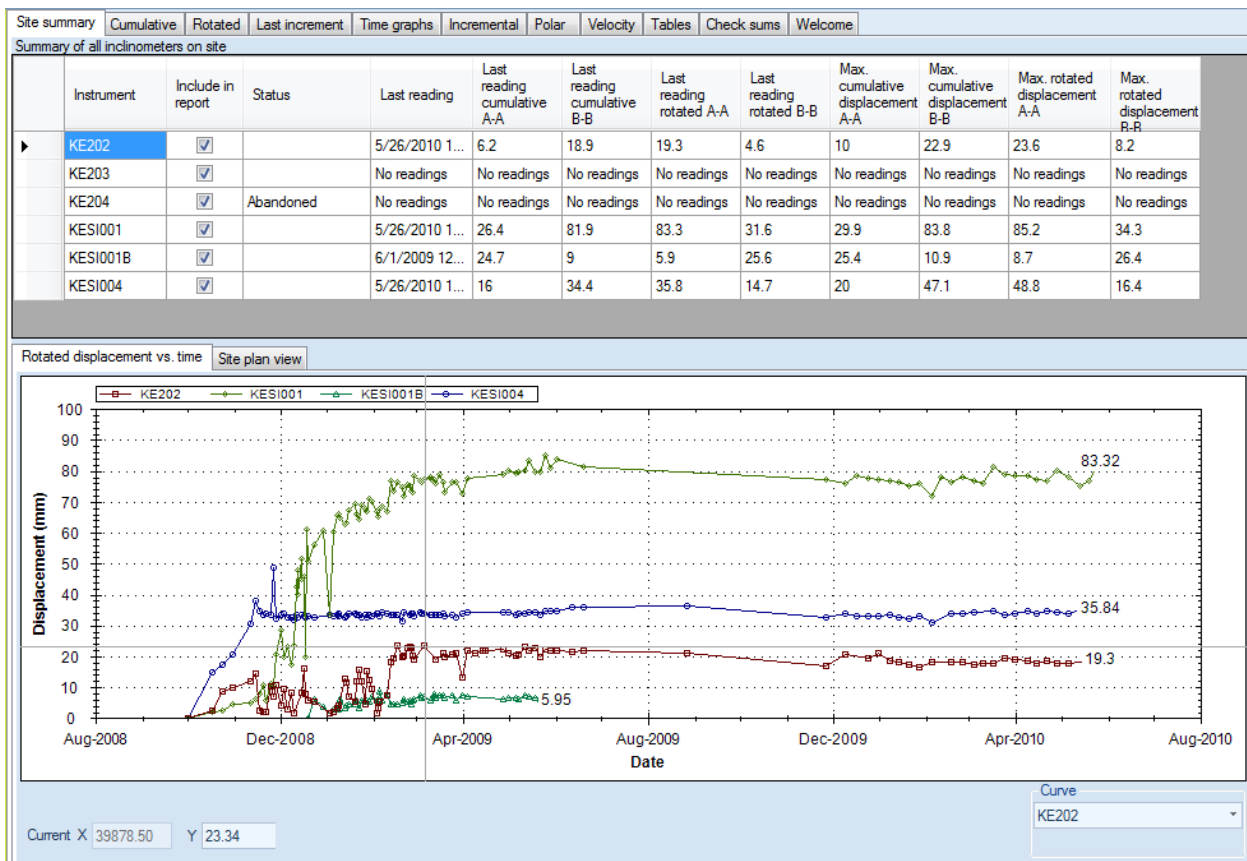 Site summary Cumulative Rotated Last increment Time graphs Incremental Polar Velocity Tables Check sums Welcome
Summary of all inclinometers on site
Instrument Include in report Status Last reading Last reading cumulative A-A Last reading cumulative B-B Last reading rotated A-A Last reading rotated B-B Max. cumulative displacement A-A Max. cumulative displacement B-B Max. rotated displacement A-A Max. rotated displacement B-B
KE202 5/26/2010 1... 6.2 18.9 19.3 4.6 10 22.9 23.6 8.2
KE203 No readings No readings No readings No readings No readings No readings No readings No readings No readings
KE204 Abandoned No readings No readings No readings No readings No readings No readings No readings No readings No readings
KESI001 5/26/2010 1... 26.4 81.9 83.3 31.6 29.9 83.8 85.2 34.3
KESI001B 6/1/2009 12... 24.7 9 5.9 25.6 25.4 10.9 8.7 26.4
KESI004 5/26/2010 1... 16 34.4 35.8 14.7 20 47.1 48.8 16.4
Rotated displacement vs. time Site plan view
KE202 KESI001 KESI001B KESI004
Displacement (mm)
100
90
80
70
60
50
40
30
20
10
0
83.32
35.84
19.3
5.95
Aug-2008 Dec-2008 Apr-2009 Aug-2009 Dec-2009 Apr-2010 Aug-2010
Date
Curve
KE202
Current X 39878.50 Y 23.34